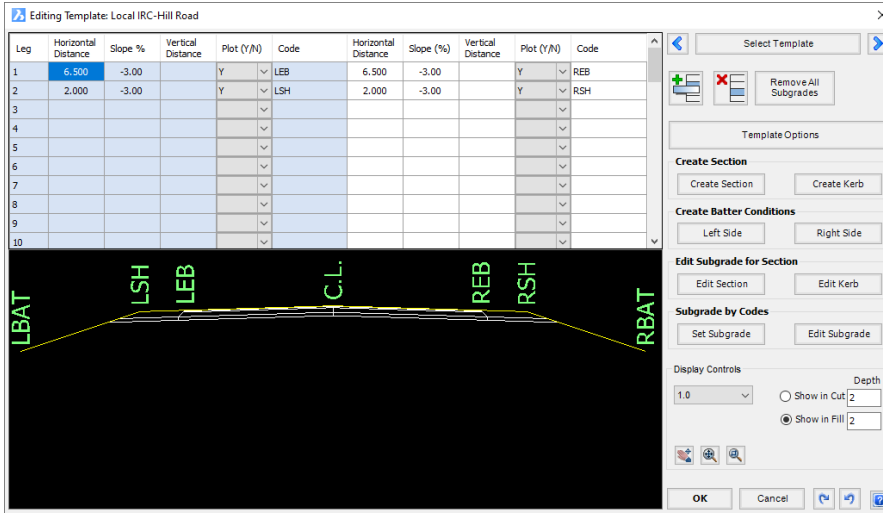 Editing Template: Local IRC-Hill Road
Leg Horizontal Distance Slope % Vertical Distance Plot (Y/N) Code Horizontal Distance Slope (%) Vertical Distance Plot (Y/N) Code
1 6.500 -3.00 Y LEB 6.500 -3.00 Y REB
2 2.000 -3.00 Y LSH 2.000 -3.00 Y RSH
3
4
5
6
7
8
9
10
Select Template
Remove All
Subgrades
Template Options
Create Section
Create Section Create Kerb
Create Batter Conditions
Left Side Right Side
Edit Subgrade for Section
Edit Section Edit Kerb
Subgrade by Codes
Set Subgrade Edit Subgrade
Display Controls
Depth
1.0 Show in Cut 2
Show in Fill 2
OK Cancel
LBAT LSH LEB C.L. REB RSH RBAT